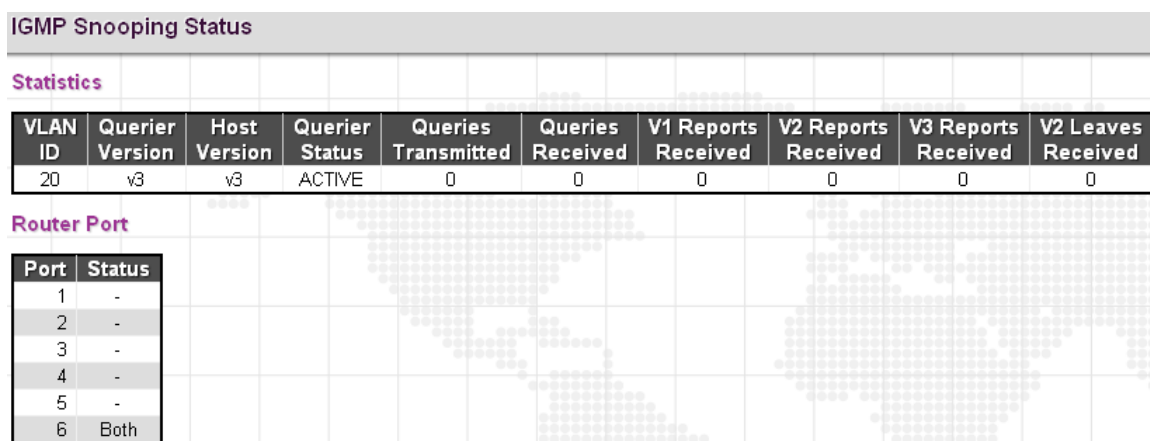 IGMP Snooping Status
Statistics
VLAN ID Querier Version Host Version Querier Status Queries Transmitted Queries Received V1 Reports Received V2 Reports Received V3 Reports Received V2 Leaves Received
20 v3 v3 ACTIVE 0 0 0 0 0 0
Router Port
Port Status
1 -
2 -
3 -
4 -
5 -
6 Both